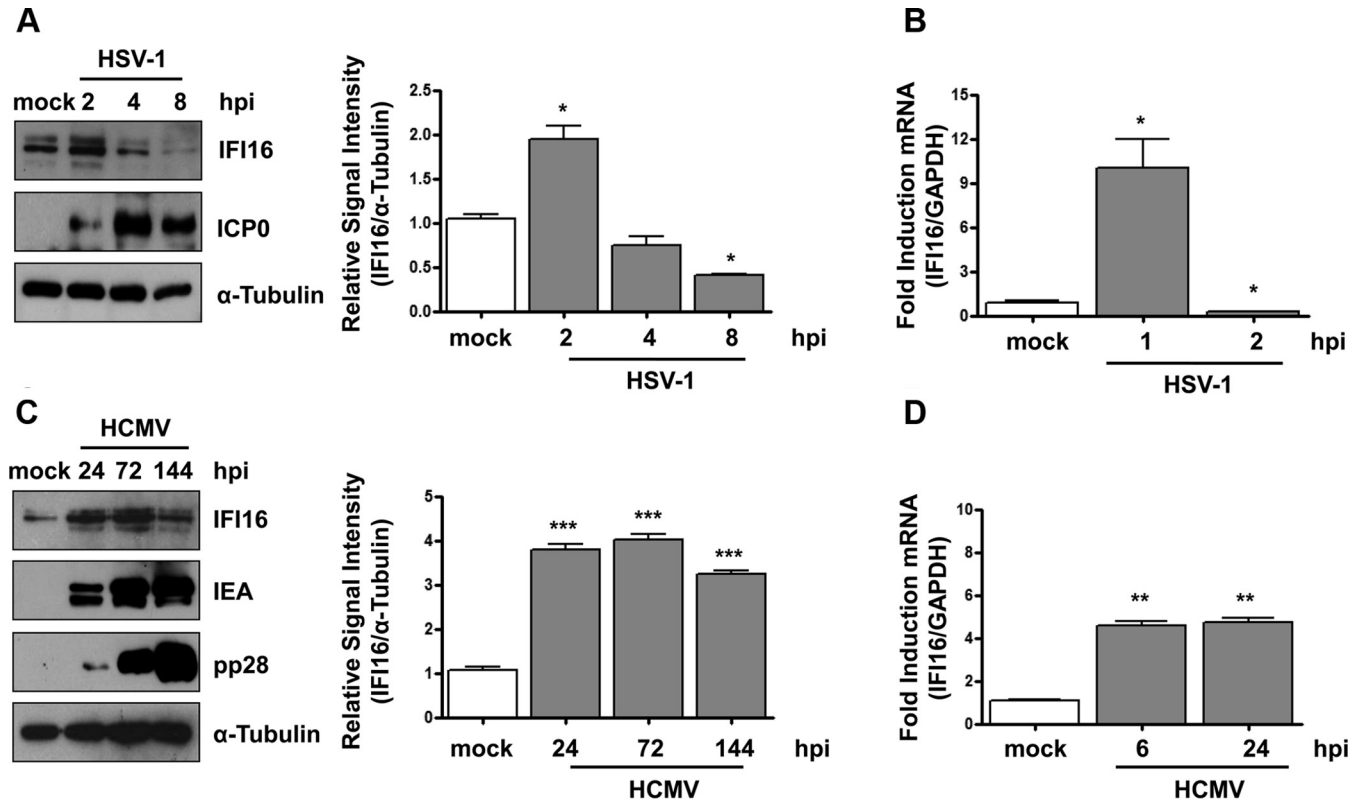 A
HSV-1
mock 2 4 8 hpi
IFI16
ICP0
α-Tubulin
Relative Signal Intensity
(IFI16/α-Tubulin)
2.5
2.0
1.5
1.0
0.5
0.0
*
*
mock 2 4 8 hpi
HSV-1
B
Fold Induction mRNA
(IFI16/GAPDH)
15
12
9
6
3
0
*
*
mock 1 2 hpi
HSV-1
C
HCMV
mock 24 72 144 hpi
IFI16
IEA
pp28
α-Tubulin
Relative Signal Intensity
(IFI16/α-Tubulin)
5
4
3
2
1
0
*** *** ***
mock 24 72 144 hpi
HCMV
D
Fold Induction mRNA
(IFI16/GAPDH)
10
8
6
4
2
0
** **
mock 6 24 hpi
HCMV